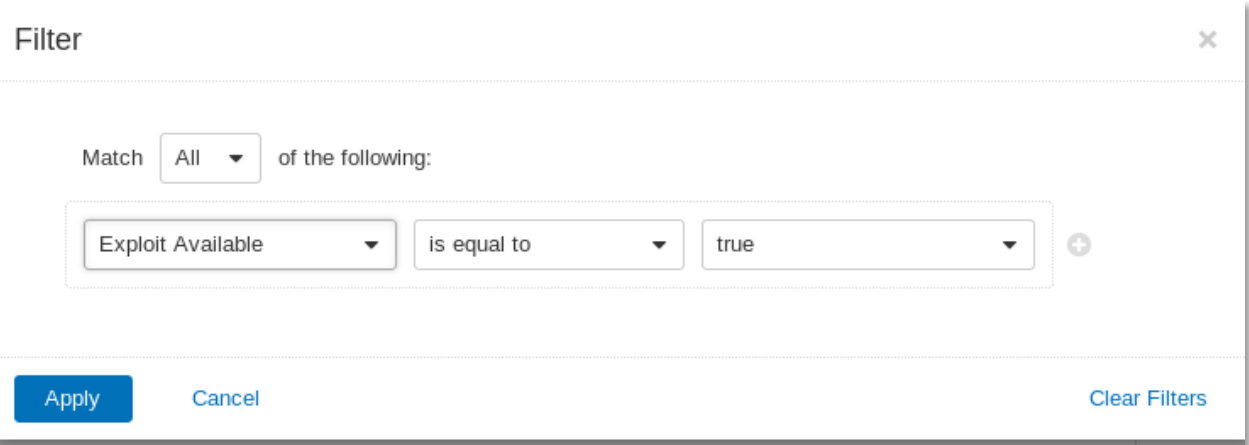 Filter
Match All of the following:
Exploit Available is equal to true
Apply Cancel Clear Filters